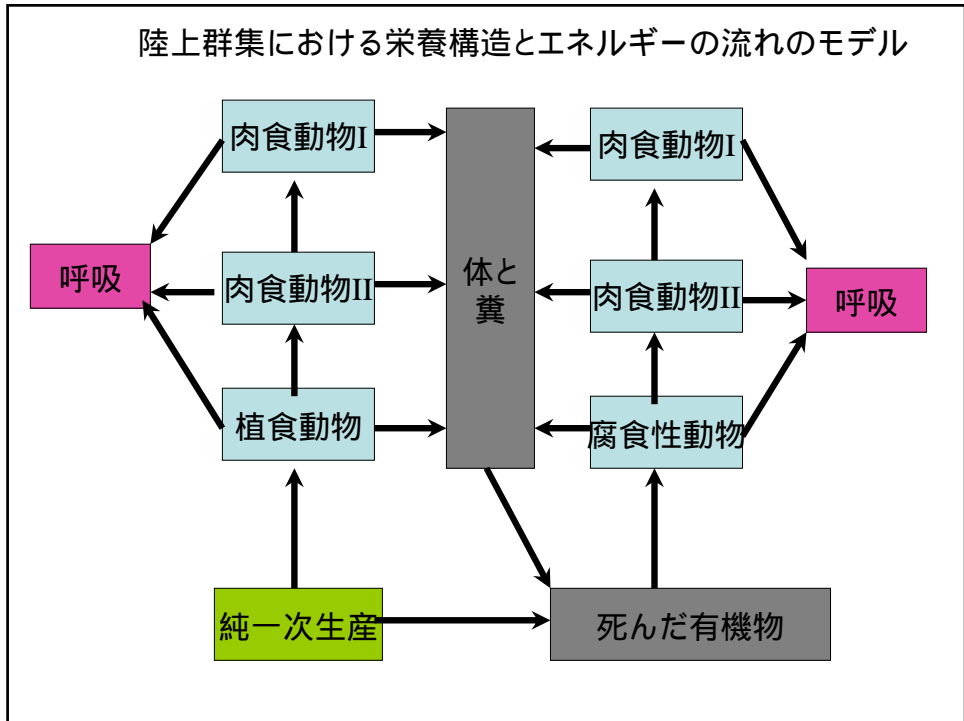 陸上群集における栄養構造とエネルギーの流れのモデル
肉食動物I
肉食動物I
呼吸
肉食動物II
体と
糞
肉食動物II
呼吸
植食動物
腐食性動物
純一次生産
死んだ有機物